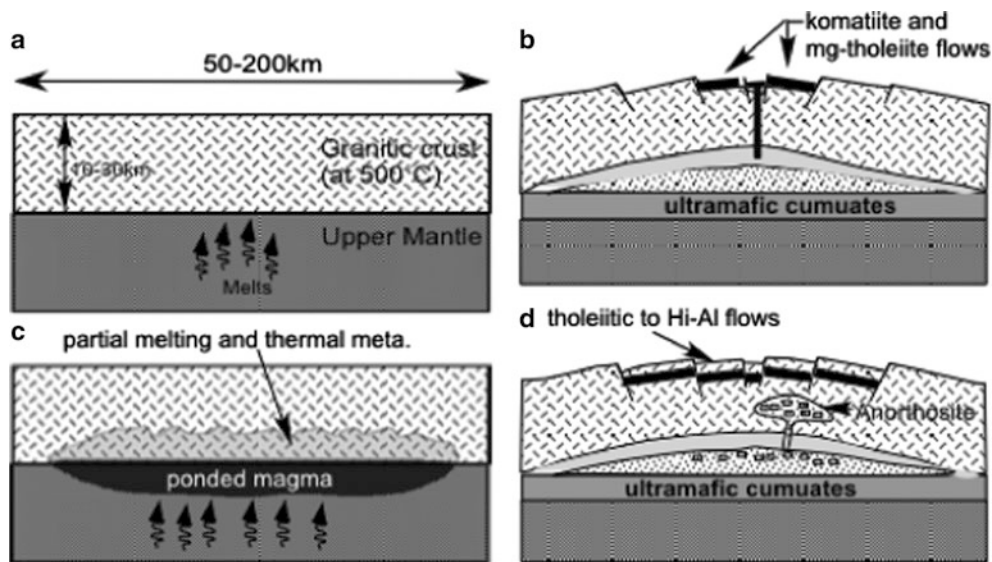 a
50-200km
10-30km
Granitic crust
(at 500°C)
Upper Mantle
Melts
b
komatiite and
mg-tholeiite flows
ultramafic cumuates
c
partial melting and thermal meta.
ponded magma
d
tholeiitic to Hi-Al flows
Anorthosite
ultramafic cumuates